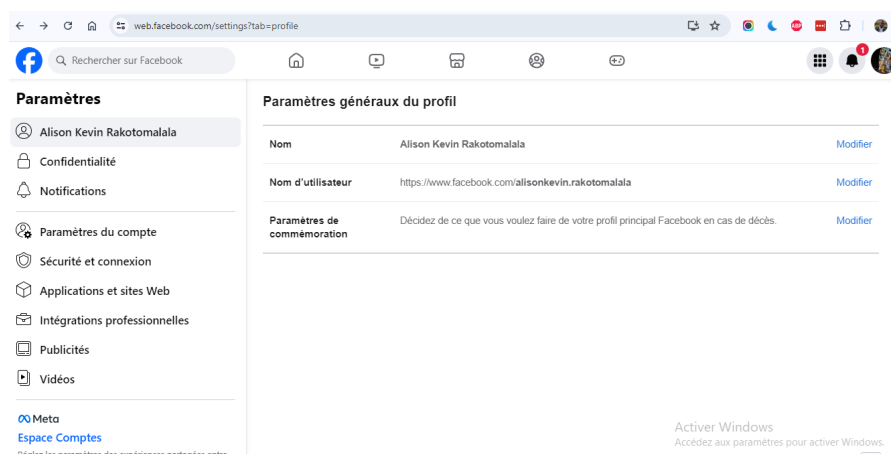 web.facebook.com/settings?tab=profile
ABP
Rechercher sur Facebook
1
Paramètres
Alison Kevin Rakotomalala
Confidentialité
Notifications
Paramètres du compte
Sécurité et connexion
Applications et sites Web
Intégrations professionnelles
Publicités
Vidéos
Meta
Espace Comptes
Paramètres généraux du profil
Nom Alison Kevin Rakotomalala Modifier
Nom d'utilisateur https://www.facebook.com/alisonkevin.rakotomalala Modifier
Paramètres de commémoration Décidez de ce que vous voulez faire de votre profil principal Facebook en cas de décès. Modifier
Activer Windows
Accédez aux paramètres pour activer Windows.